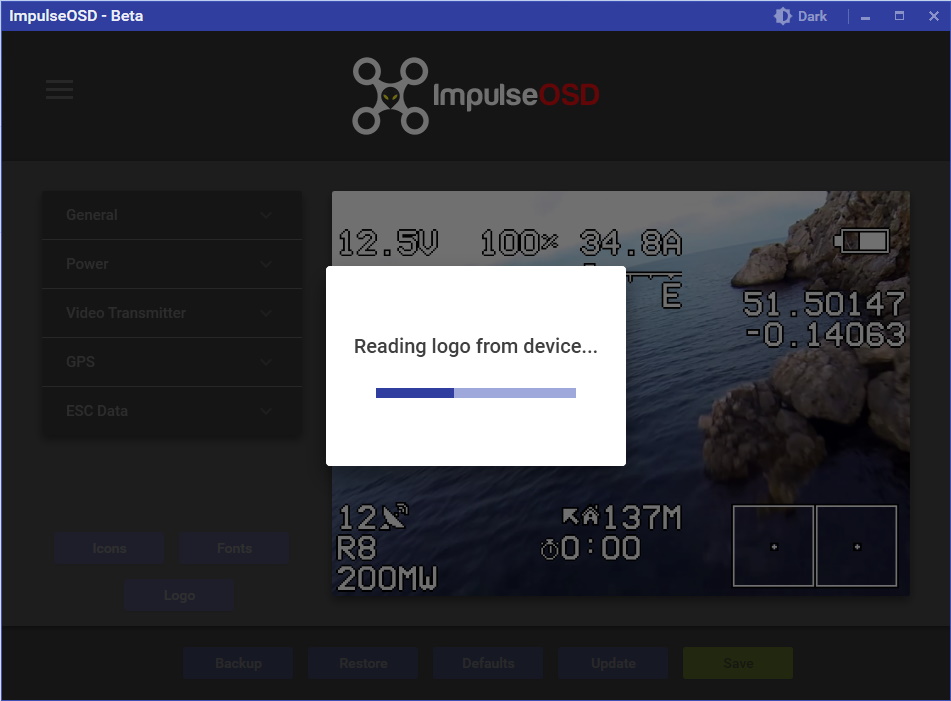 ImpulseOSD - Beta
Dark
ImpulseOSD
General
Power
Video Transmitter
GPS
ESC Data
12.5V 100% 34.8A
E
51.50147
-0.14063
Reading logo from device...
12
137M
R8
0:00
200MW
Icons
Fonts
Logo
Backup
Restore
Defaults
Update
Save